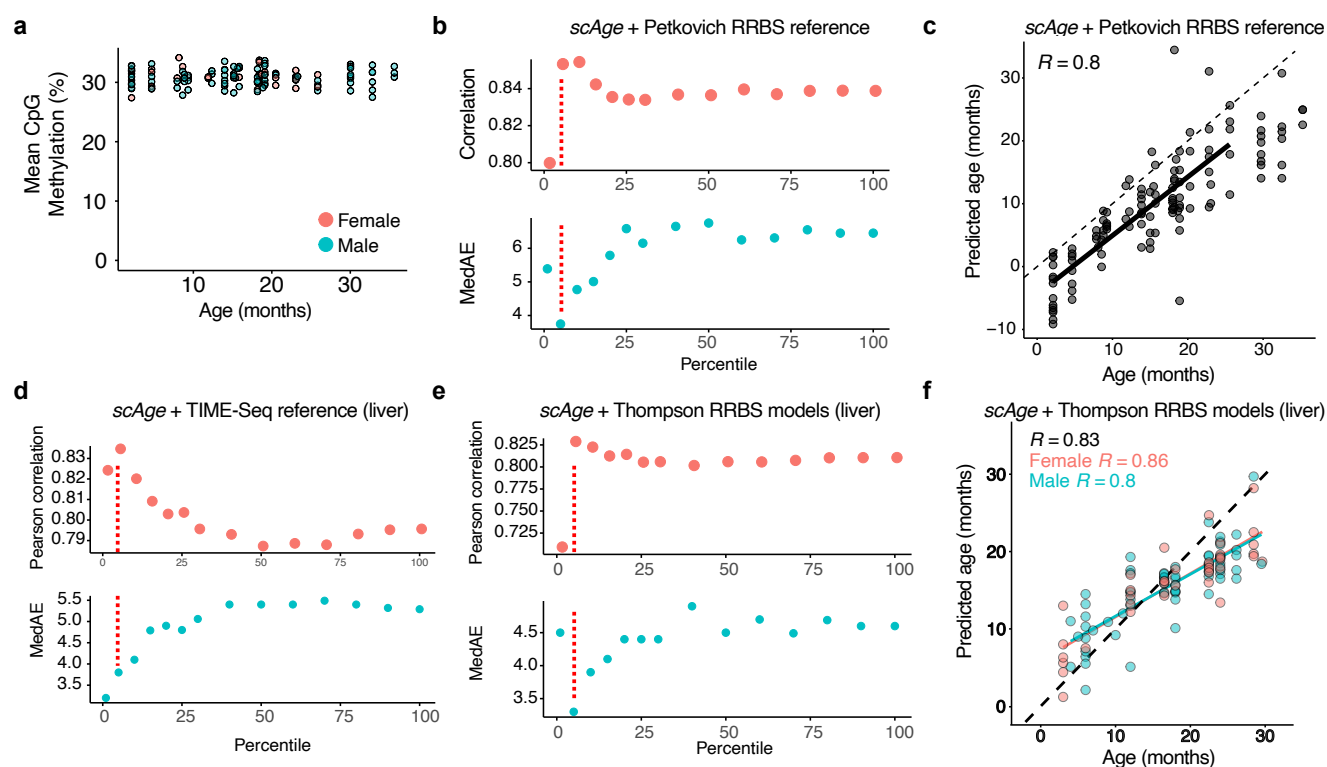 a
Mean CpG
Methylation (%)
30
20
10
0
10
20
30
Age (months)
Female
Male
b
scAge + Petkovich RRBS reference
Correlation
0.84
0.82
0.80
0
25
50
75
100
MedAE
6
5
4
0
25
50
75
100
Percentile
c
scAge + Petkovich RRBS reference
R = 0.8
Predicted age (months)
30
20
10
0
−10
0
10
20
30
Age (months)
d
scAge + TIME-Seq reference (liver)
Pearson correlation
0.83
0.82
0.81
0.80
0.79
0
25
50
75
100
MedAE
5.5
5.0
4.5
4.0
3.5
0
25
50
75
100
Percentile
e
scAge + Thompson RRBS models (liver)
Pearson correlation
0.825
0.800
0.775
0.750
0.725
0
25
50
75
100
MedAE
4.5
4.0
3.5
0
25
50
75
100
Percentile
f
scAge + Thompson RRBS models (liver)
R = 0.83
Female R = 0.86
Male R = 0.8
Predicted age (months)
30
20
10
0
0
10
20
30
Age (months)